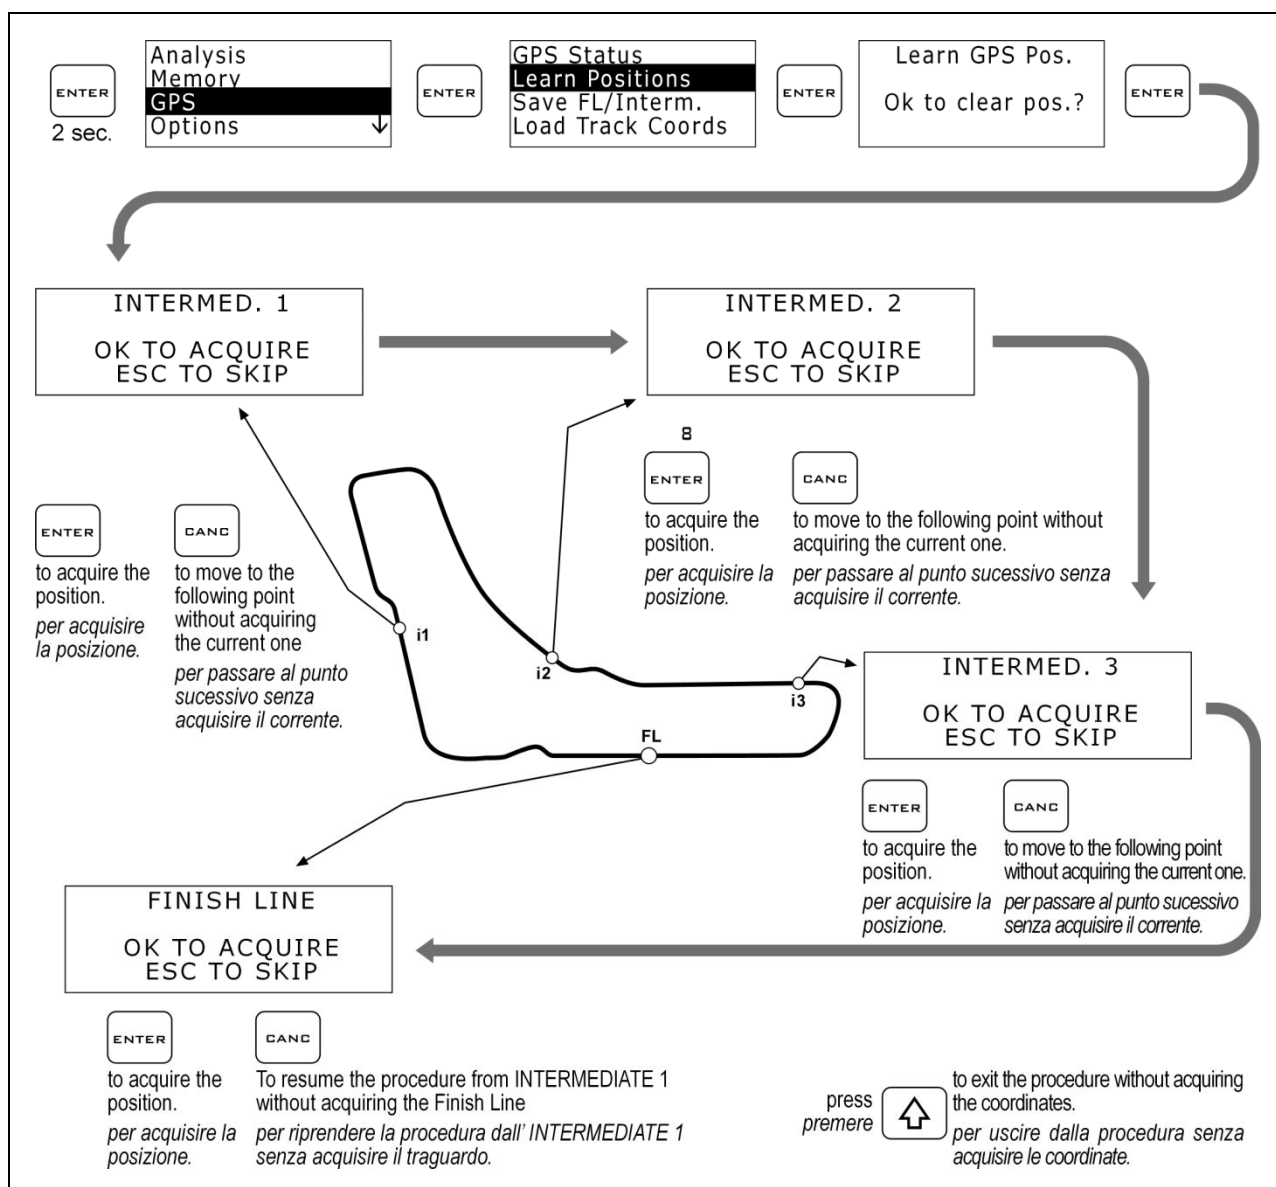 ENTER
2 sec.
Analysis
Memory
GPS
Options
ENTER
GPS Status
Learn Positions
Save FL/Interm.
Load Track Coords
ENTER
Learn GPS Pos.
Ok to clear pos.?
ENTER
INTERMED. 1
OK TO ACQUIRE
ESC TO SKIP
INTERMED. 2
OK TO ACQUIRE
ESC TO SKIP
8
ENTER
to acquire the
position.
per acquisire la
posizione.
CANC
to move to the following point without
acquiring the current one.
per passare al punto sucessivo senza
acquisire il corrente.
ENTER
to acquire the
position.
per acquisire
la posizione.
CANC
to move to the
following point
without acquiring
the current one
per passare al punto
sucessivo senza
acquisire il corrente.
i1
i2
i3
FL
INTERMED. 3
OK TO ACQUIRE
ESC TO SKIP
ENTER
to acquire the
position.
per acquisire la
posizione.
CANC
to move to the following point
without acquiring the current one.
per passare al punto sucessivo
senza acquisire il corrente.
FINISH LINE
OK TO ACQUIRE
ESC TO SKIP
ENTER
to acquire the
position.
per acquisire la
posizione.
CANC
To resume the procedure from INTERMEDIATE 1
without acquiring the Finish Line
per riprendere la procedura dall' INTERMEDIATE 1
senza acquisire il traguardo.
press
premere
to exit the procedure without acquiring
the coordinates.
per uscire dalla procedura senza
acquisire le coordinate.